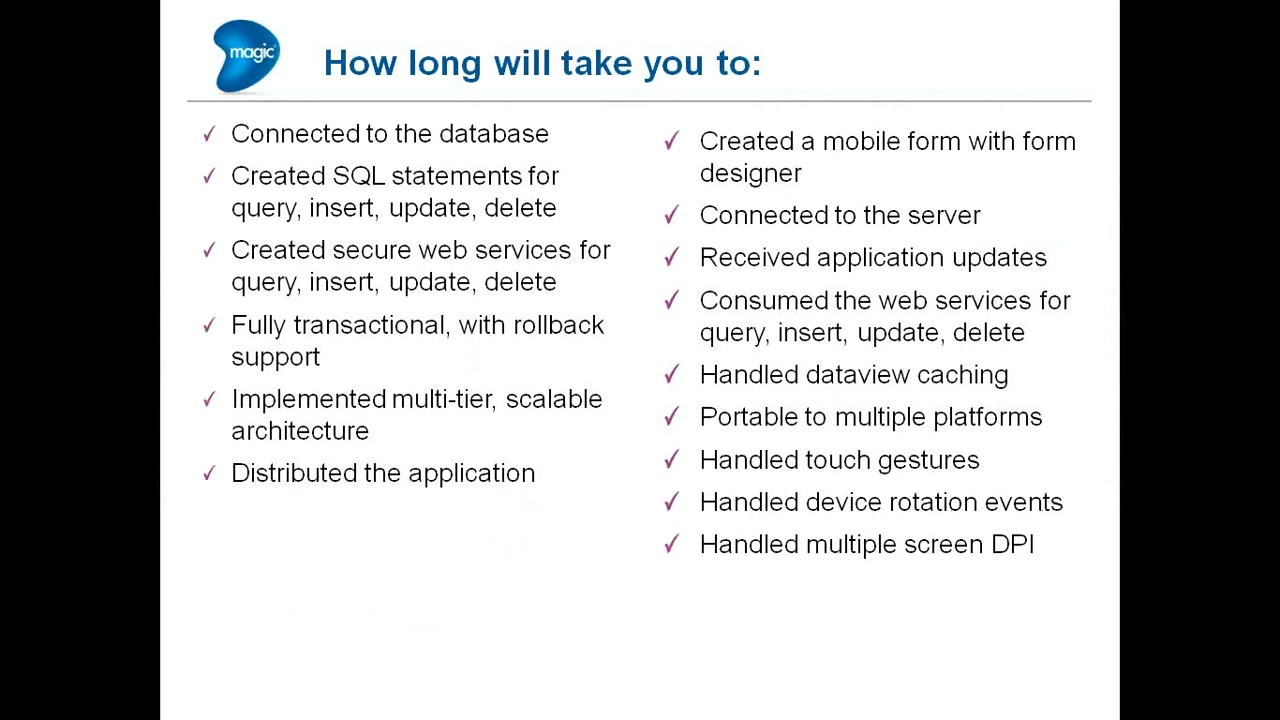 magic
How long will take you to:
Connected to the database
Created SQL statements for
query, insert, update, delete
Created secure web services for
query, insert, update, delete
Fully transactional, with rollback
support
Implemented multi-tier, scalable
architecture
Distributed the application
Created a mobile form with form
designer
Connected to the server
Received application updates
Consumed the web services for
query, insert, update, delete
Handled dataview caching
Portable to multiple platforms
Handled touch gestures
Handled device rotation events
Handled multiple screen DPI